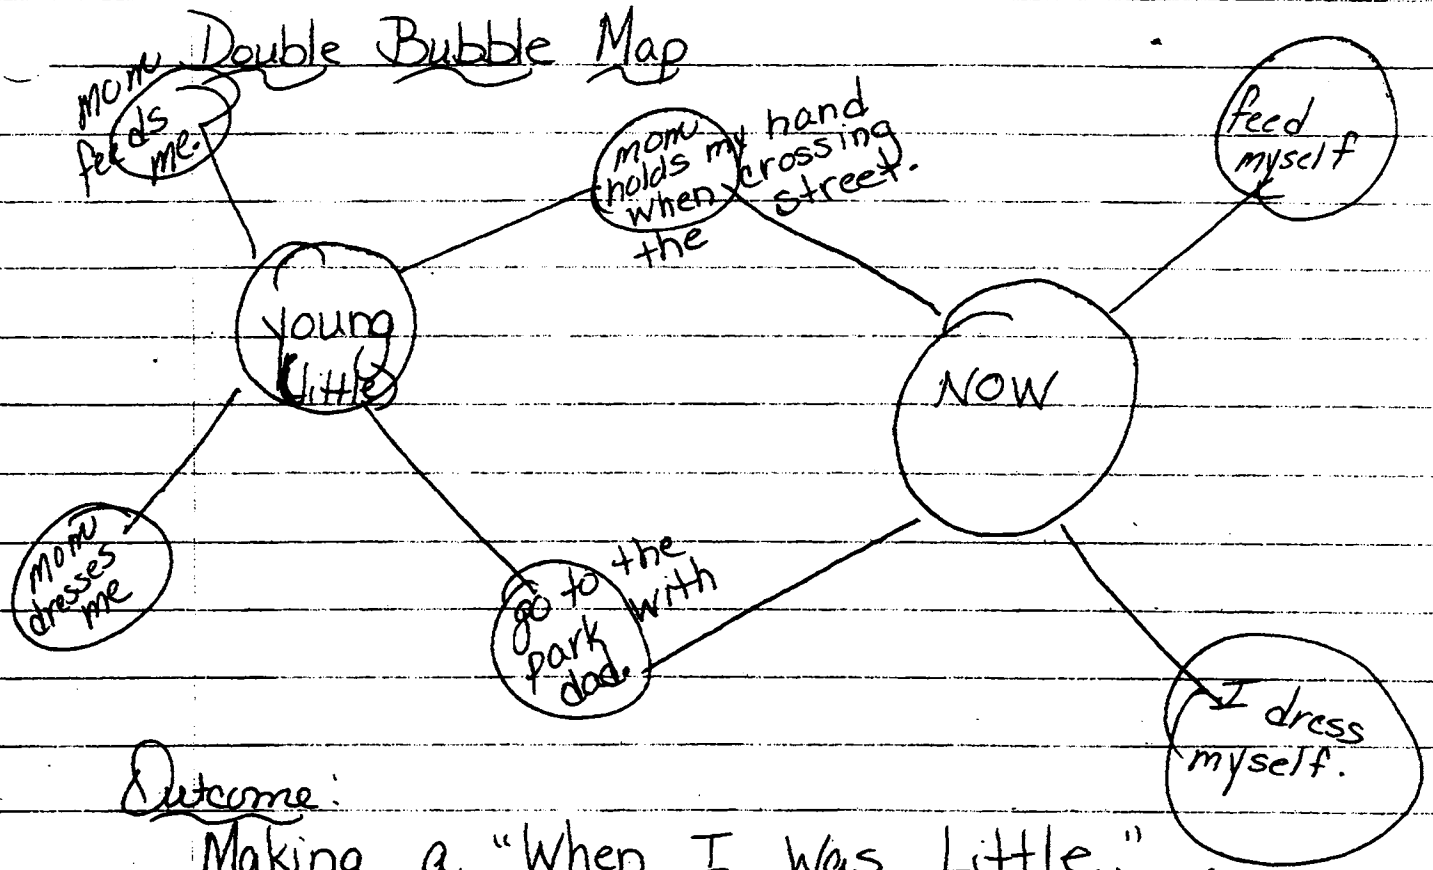 Double Bubble Map
mom
feeds
me.
mom
holds my hand
when crossing
the street.
feed
myself
young
(little)
NOW
mom
dresses
me
go to the
park with
dad.
I dress
myself.
Outcome:
Making a "When I Was Little"